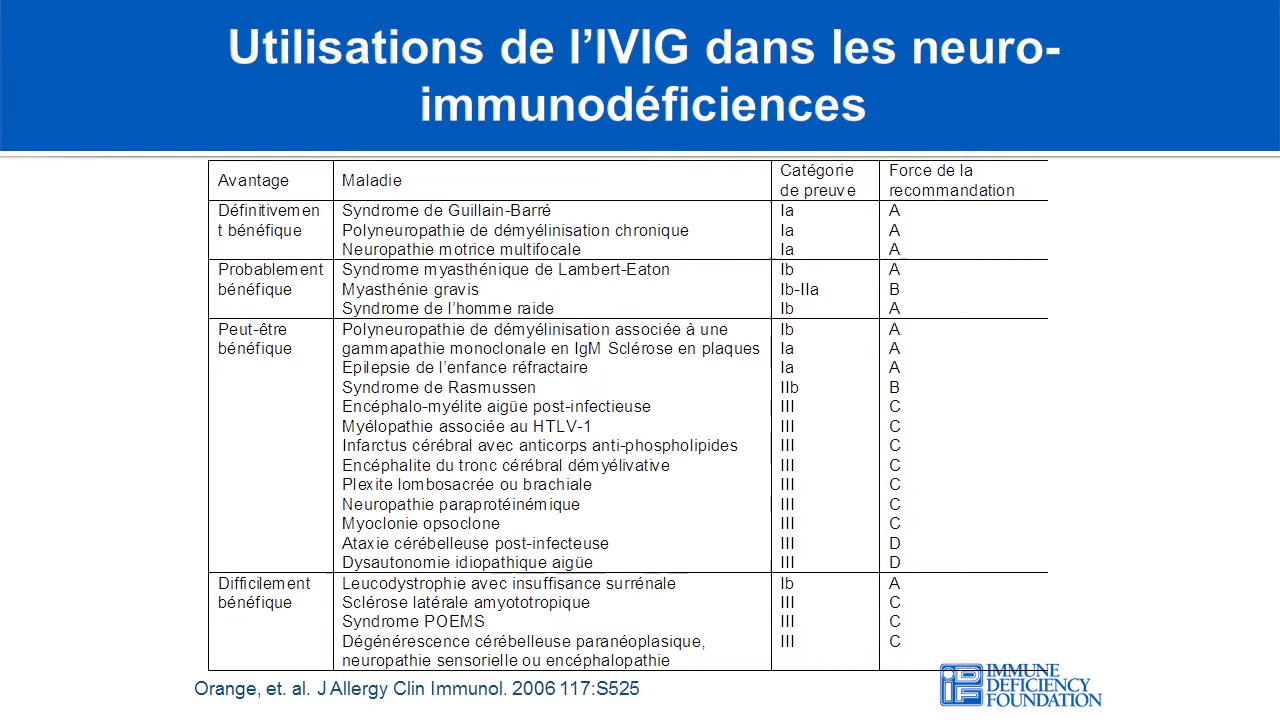 Utilisations de l’IVIG dans les neuro-
immunodéficiences
Avantage Maladie Catégorie de preuve Force de la recommandation
Définitivemen Syndrome de Guillain-Barré Ia A
t bénéfique Polyneuropathie de démyélinisation chronique Ia A
Neuropathie motrice multifocale Ia A
Probablement Syndrome myasthénique de Lambert-Eaton Ib A
bénéfique Myasthénie gravis Ib-IIa B
Syndrome de l’homme raide Ib A
Peut-être Polyneuropathie de démyélinisation associée à une Ib A
bénéfique gammapathie monoclonale en IgM Sclérose en plaques Ia A
Epilepsie de l’enfance réfractaire Ia A
Syndrome de Rasmussen IIb B
Encéphalo-myélite aigüe post-infectieuse III C
Myélopathie associée au HTLV-1 III C
Infarctus cérébral avec anticorps anti-phospholipides III C
Encéphalite du tronc cérébral démyélivative III C
Plexite lombosacrée ou brachiale III C
Neuropathie paraprotéinémique III C
Myoclonie opsoclone III C
Ataxie cérébelleuse post-infecteuse III D
Dysautonomie idiopathique aigüe III D
Difficilement Leucodystrophie avec insuffisance surrénale Ib A
bénéfique Sclérose latérale amyototropique III C
Syndrome POEMS III C
Dégénérescence cérébelleuse paranéoplasique, III C
neuropathie sensorielle ou encéphalopathie
Orange, et. al. J Allergy Clin Immunol. 2006 117:S525
IDF
IMMUNE
DEFICIENCY
FOUNDATION